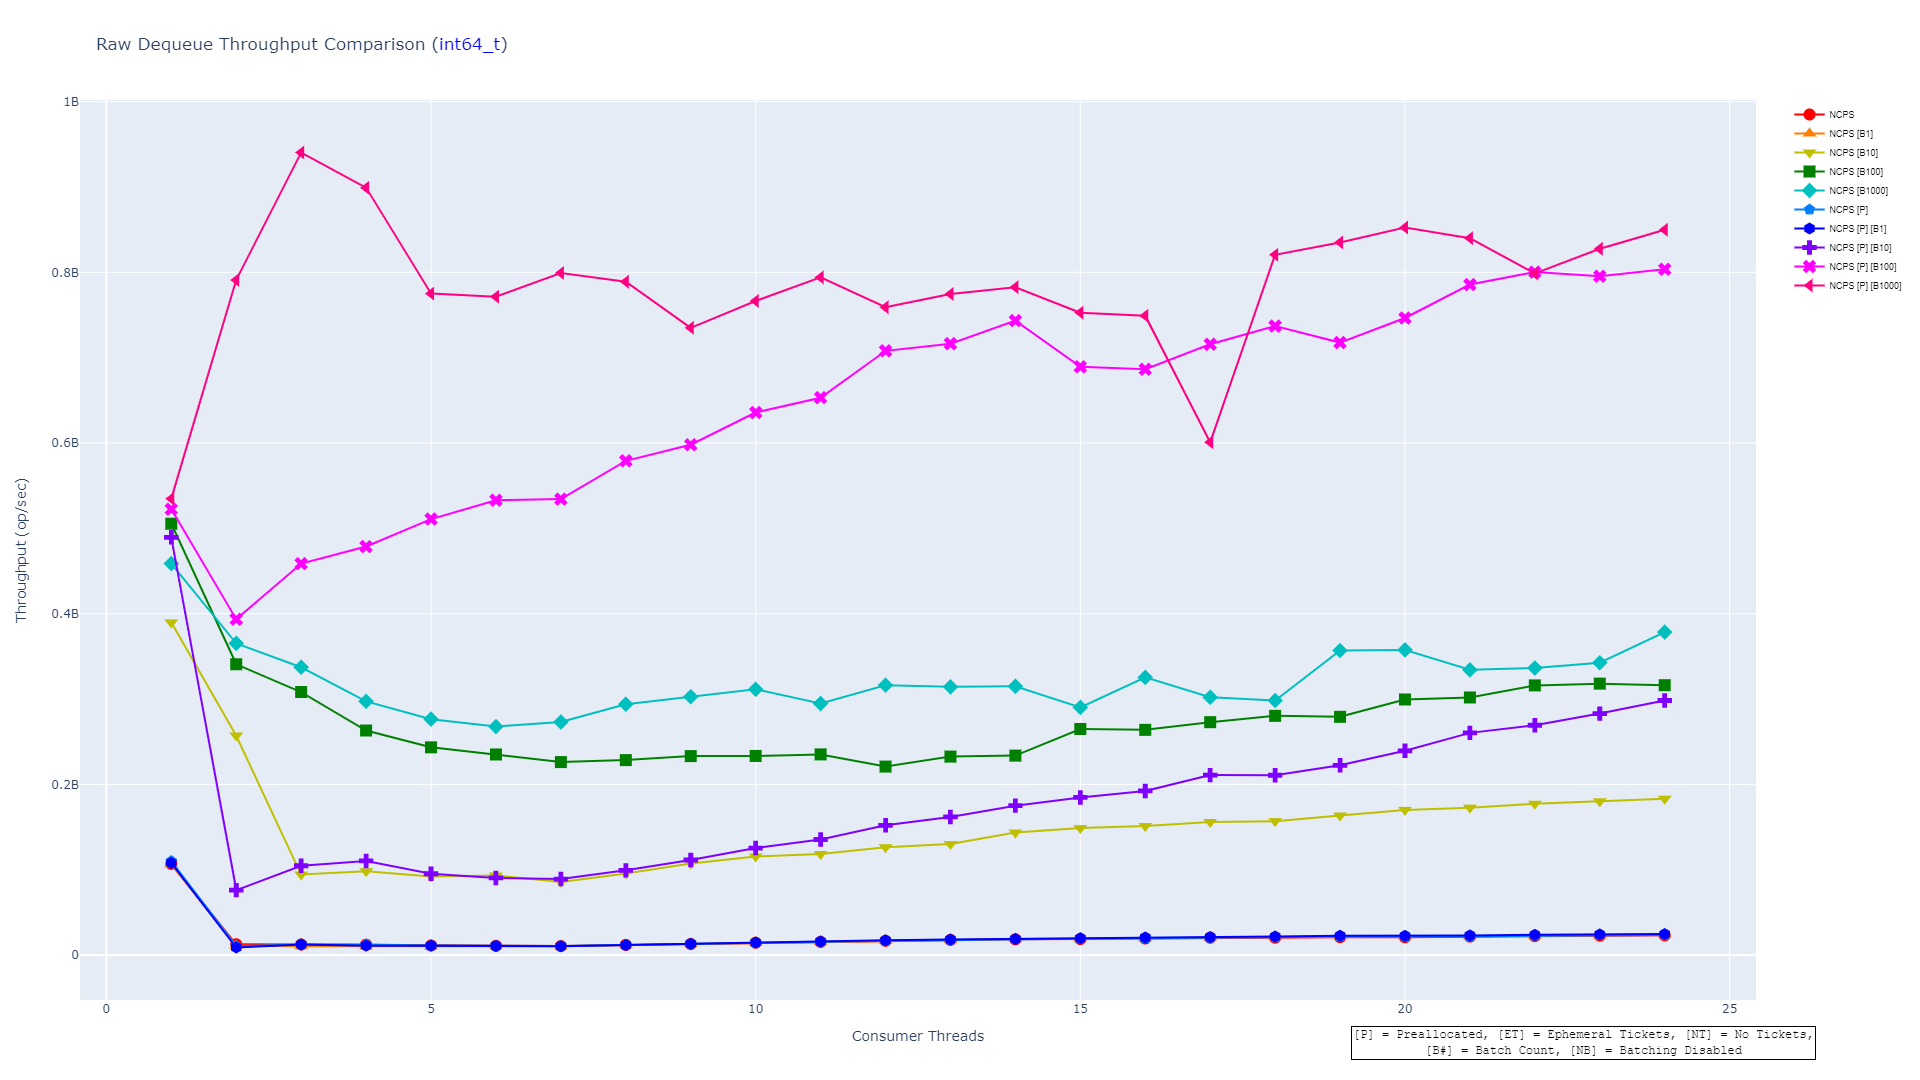 Raw Dequeue Throughput Comparison (int64_t)
1B
0.8B
0.6B
0.4B
0.2B
0
Throughput (op/sec)
0 5 10 15 20 25
Consumer Threads
NCPS
NCPS [B1]
NCPS [B10]
NCPS [B100]
NCPS [B1000]
NCPS [P]
NCPS [P] [B1]
NCPS [P] [B10]
NCPS [P] [B100]
NCPS [P] [B1000]
[P] = Preallocated, [ET] = Ephemeral Tickets, [NT] = No Tickets,
[B#] = Batch Count, [NB] = Batching Disabled